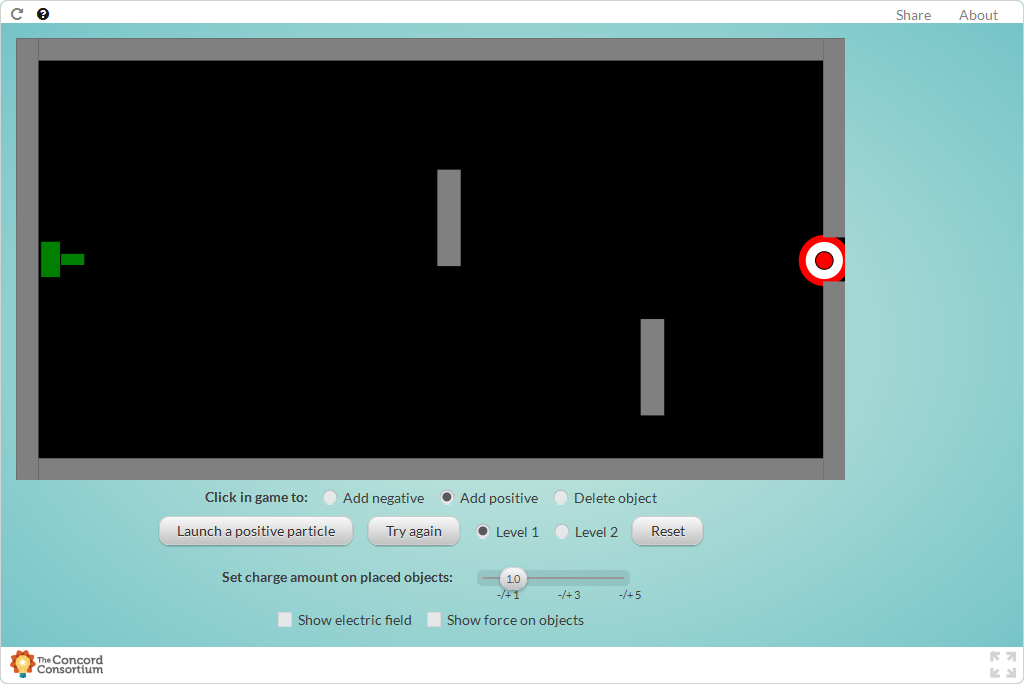 Share About
Click in game to: Add negative Add positive Delete object
Launch a positive particle Try again Level 1 Level 2 Reset
Set charge amount on placed objects: 1.0
-/+1 -/+3 -/+5
Show electric field Show force on objects
The Concord
Consortium